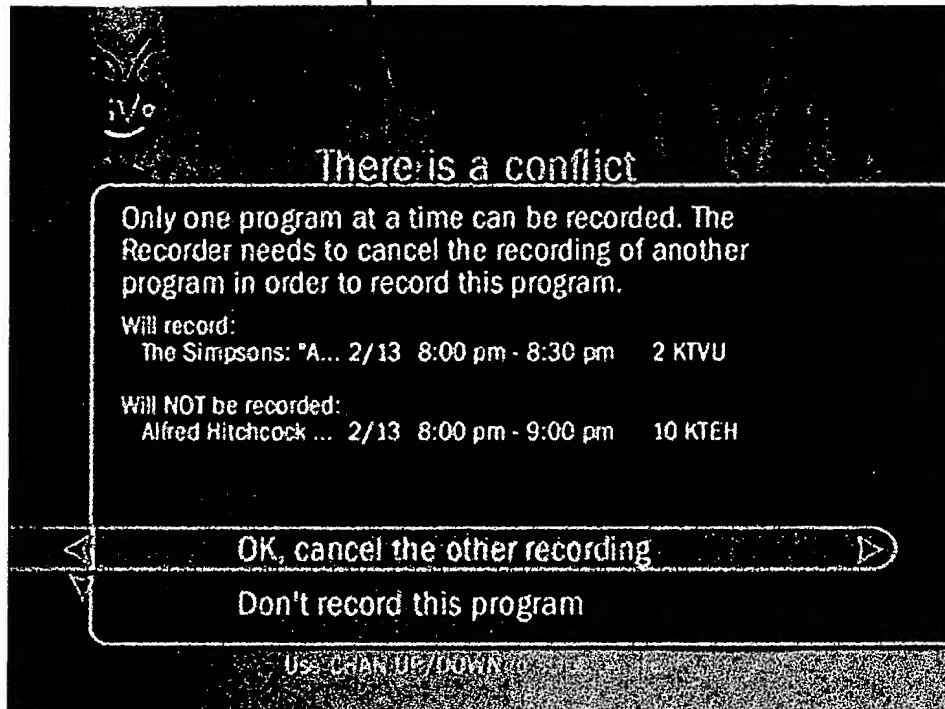 There is a conflict
Only one program at a time can be recorded. The
Recorder needs to cancel the recording of another
program in order to record this program.
Will record:
The Simpsons: "A... 2/13 8:00 pm - 8:30 pm 2 KTVU
Will NOT be recorded:
Alfred Hitchcock ... 2/13 8:00 pm - 9:00 pm 10 KTEH
OK, cancel the other recording
Don't record this program
Use CHAN UP/DOWN